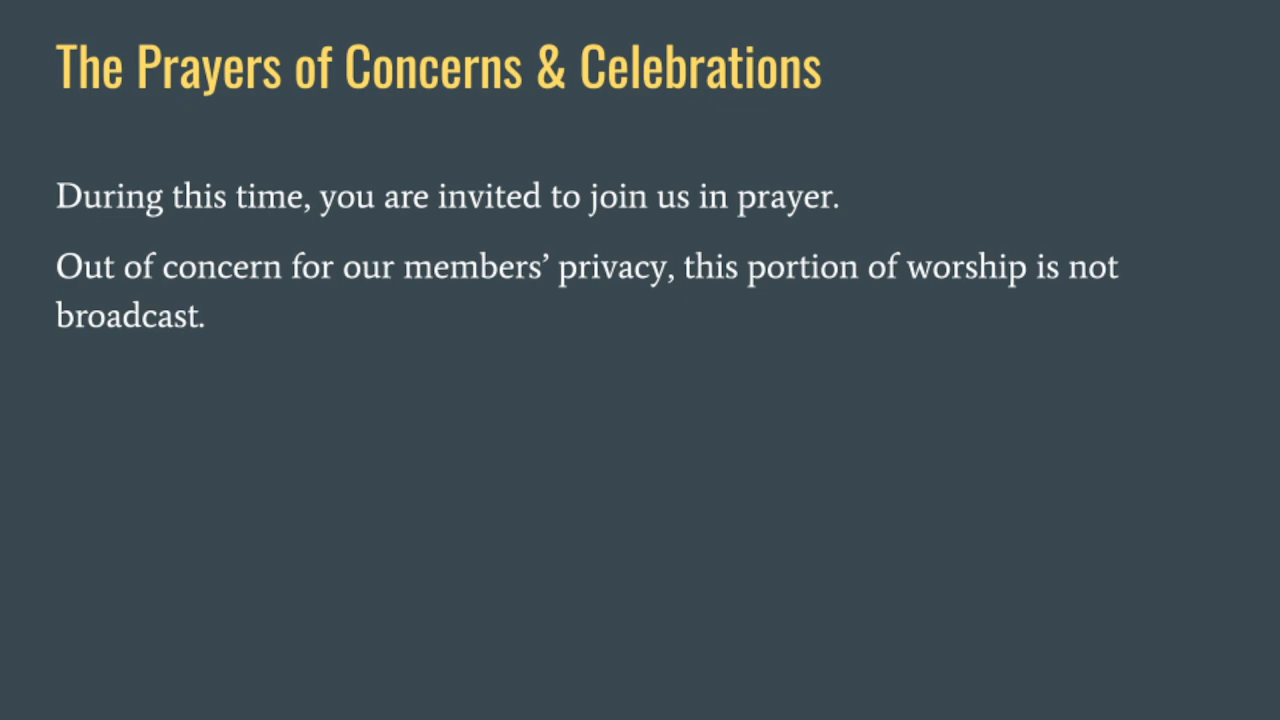 The Prayers of Concerns & Celebrations
During this time, you are invited to join us in prayer.
Out of concern for our members’ privacy, this portion of worship is not
broadcast.